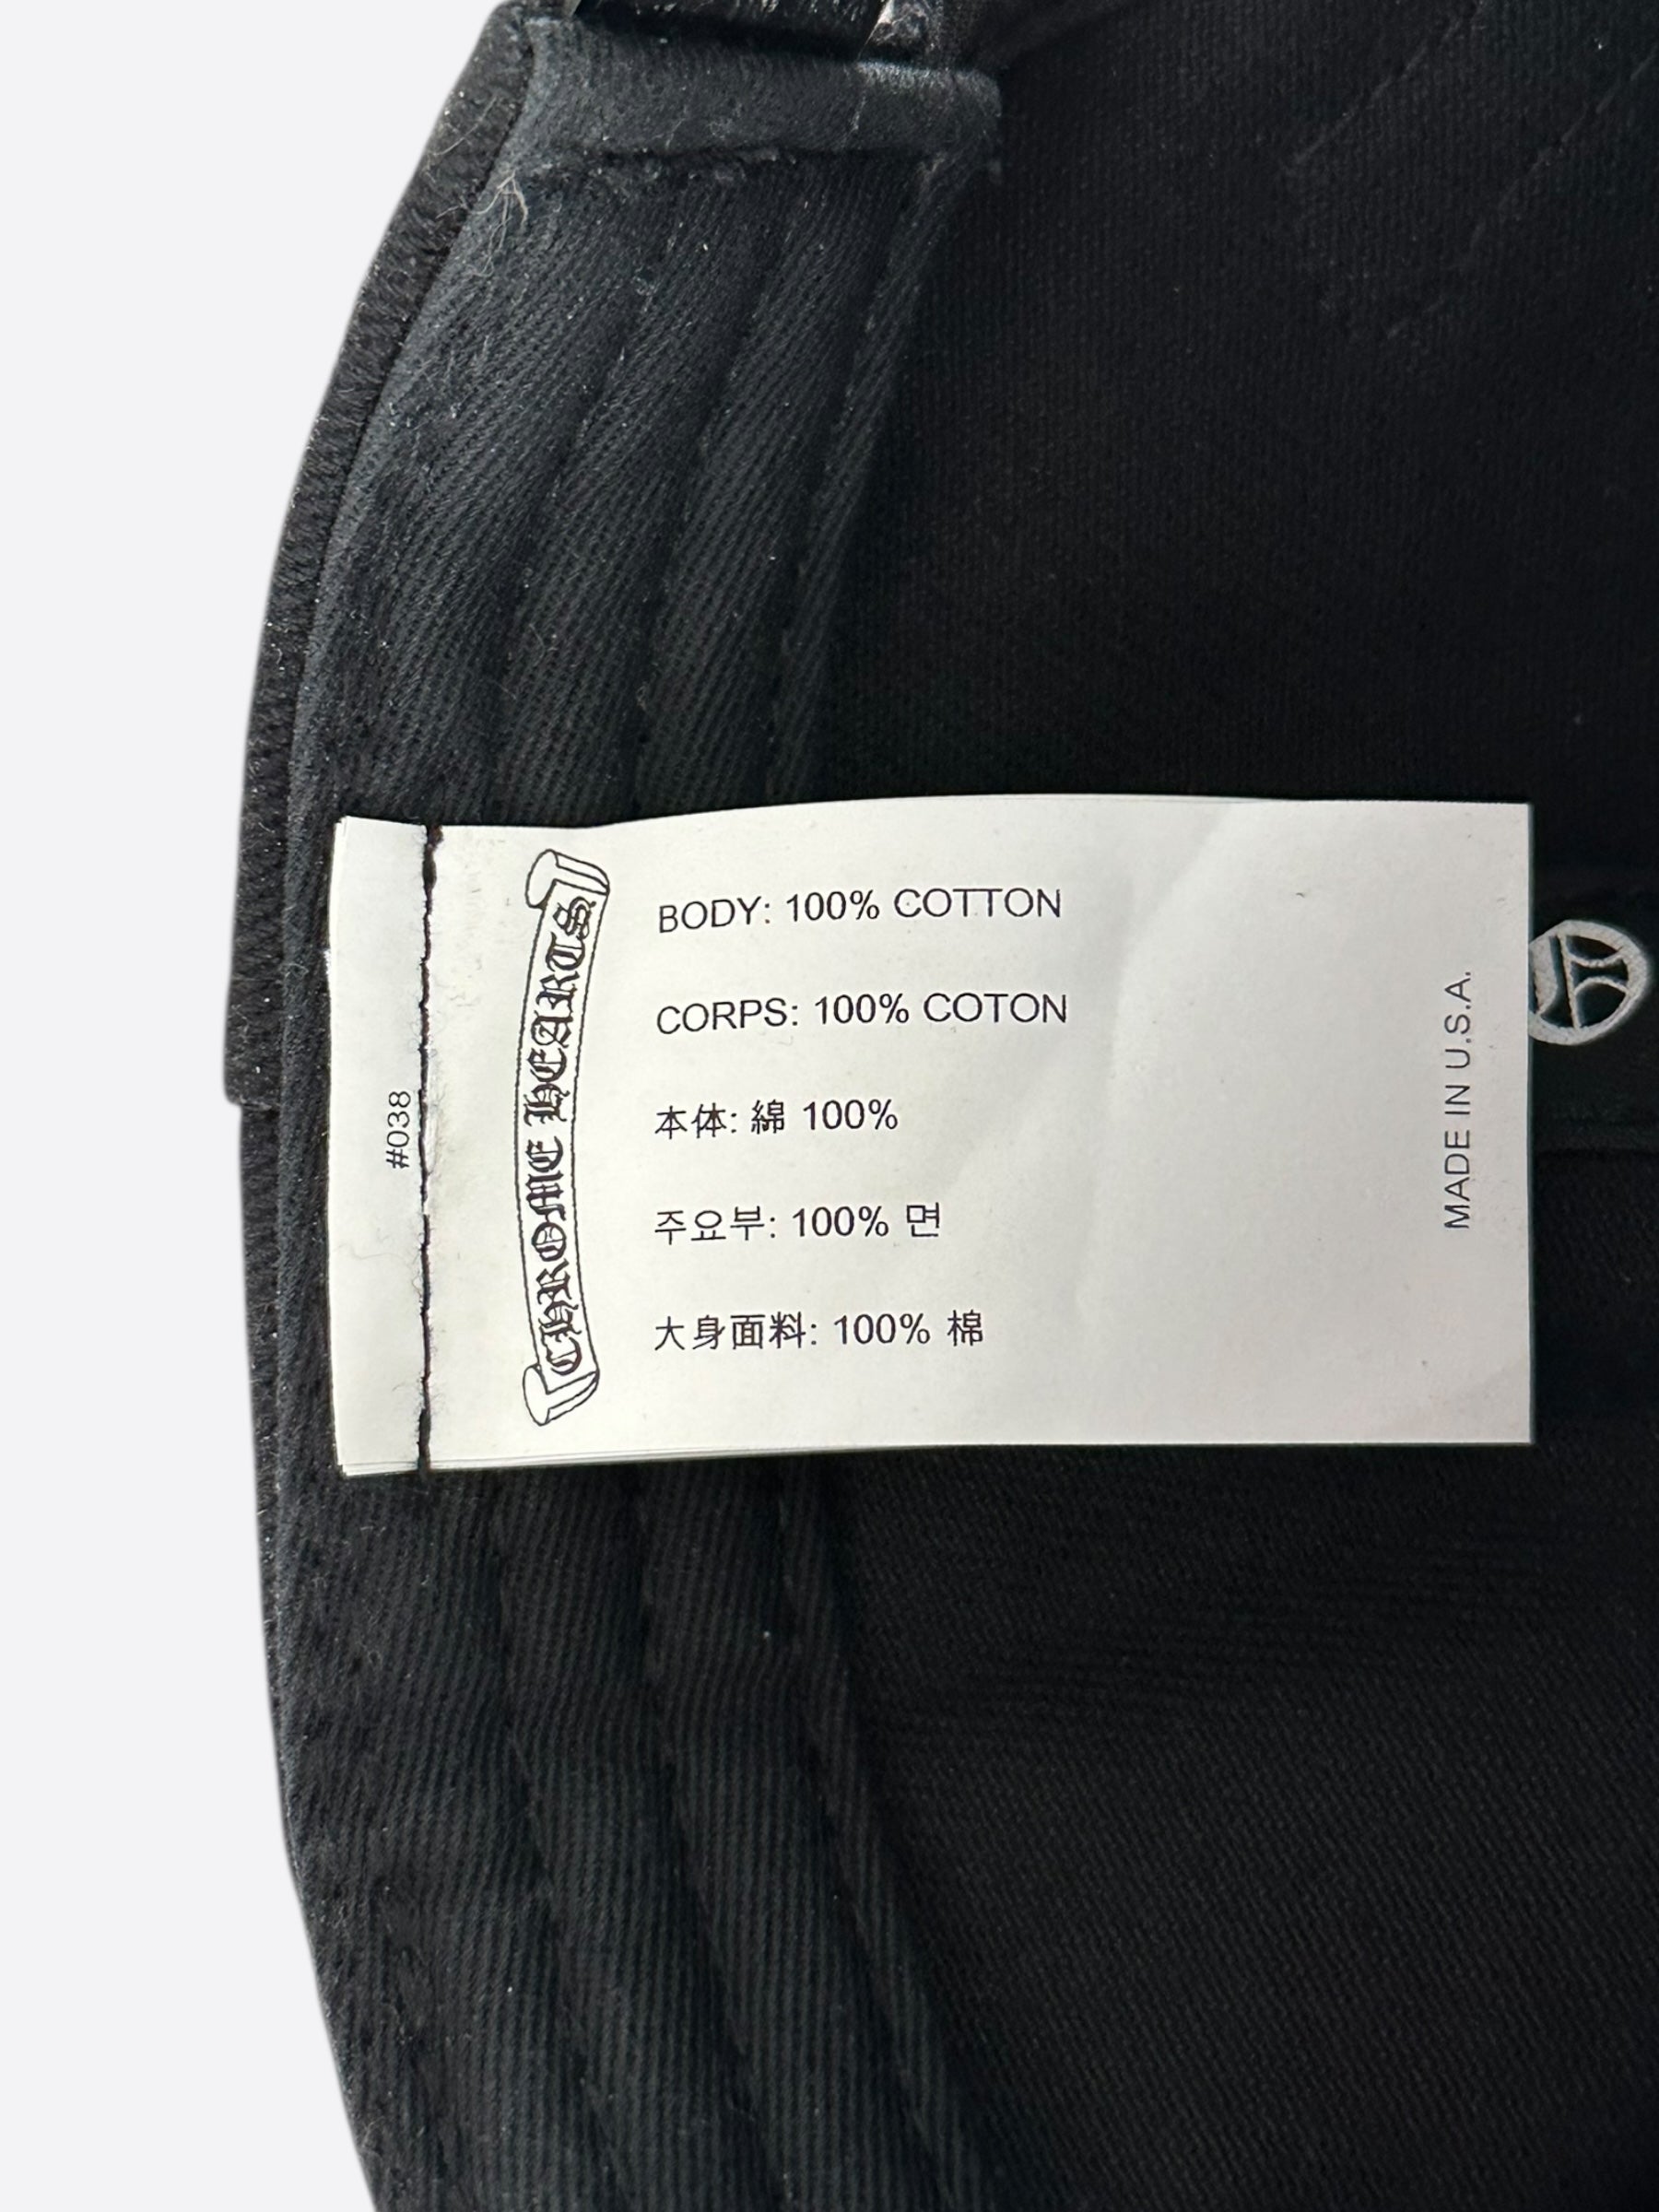 #038
CHROME HEARTS
BODY: 100% COTTON
CORPS: 100% COTON
本体: 綿 100%
주요부: 100% 면
大身面料: 100% 棉
MADE IN U.S.A.